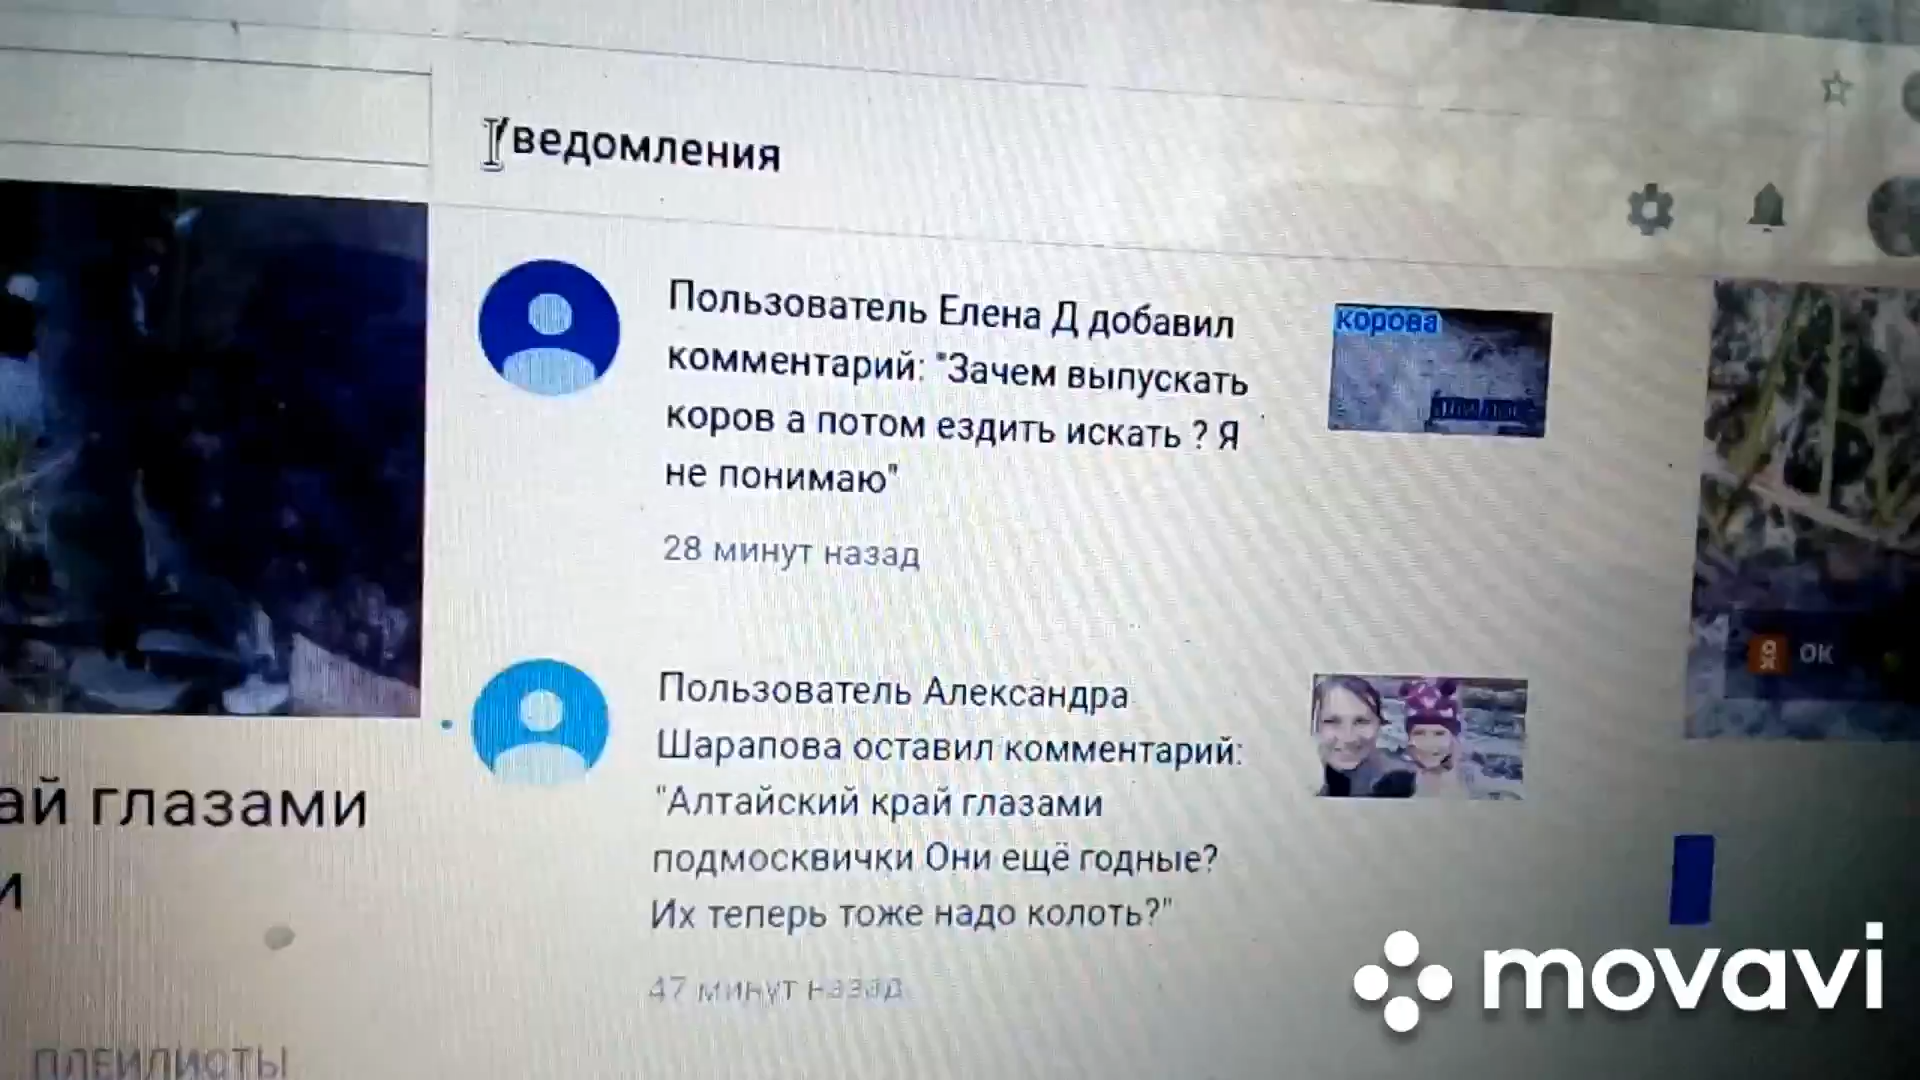 Уведомления
Пользователь Елена Д добавил
комментарий: "Зачем выпускать
коров а потом ездить искать ? Я
не понимаю"
28 минут назад
корова
Пользователь Александра
Шарапова оставил комментарий:
"Алтайский край глазами
подмосквички Они ещё годные?
Их теперь тоже надо колоть?"
47 минут назад
ок
ай глазами
и
плейлисты
movavi